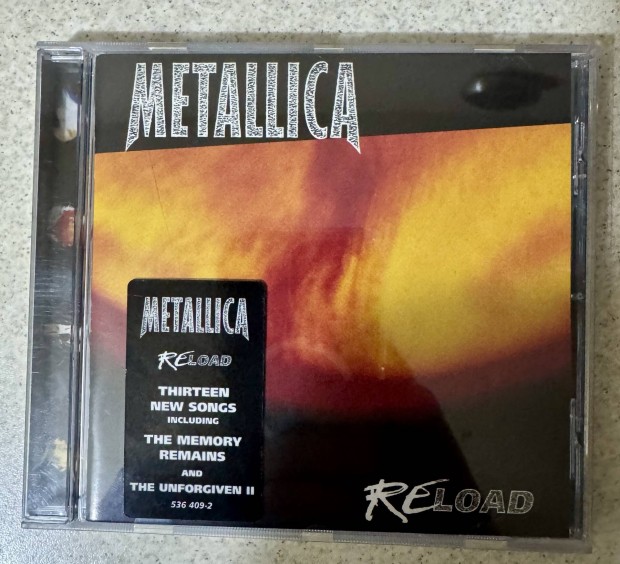 METALLICA
METALLICA
RELOAD
THIRTEEN
NEW SONGS
INCLUDING
THE MEMORY
REMAINS
AND
THE UNFORGIVEN II
536 409-2
RELOAD